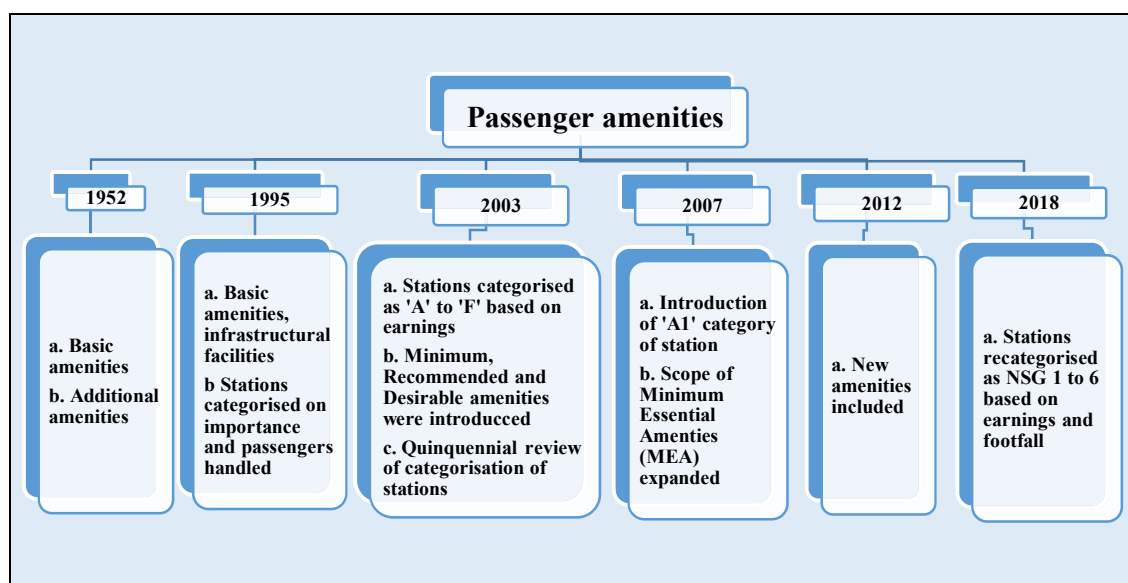 Passenger amenities
1952
a. Basic
amenities
b. Additional
amenities
1995
a. Basic
amenities,
infrastructural
facilities
b Stations
categorised on
importance
and passengers
handled
2003
a. Stations categorised
as 'A' to 'F' based on
earnings
b. Minimum,
Recommended and
Desirable amenities
were introducced
c. Quinquennial review
of categorisation of
stations
2007
a. Introduction
of 'A1' category
of station
b. Scope of
Minimum
Essential
Amenties
(MEA)
expanded
2012
a. New
amenities
included
2018
a. Stations
recategorised
as NSG 1 to 6
based on
earnings and
footfall